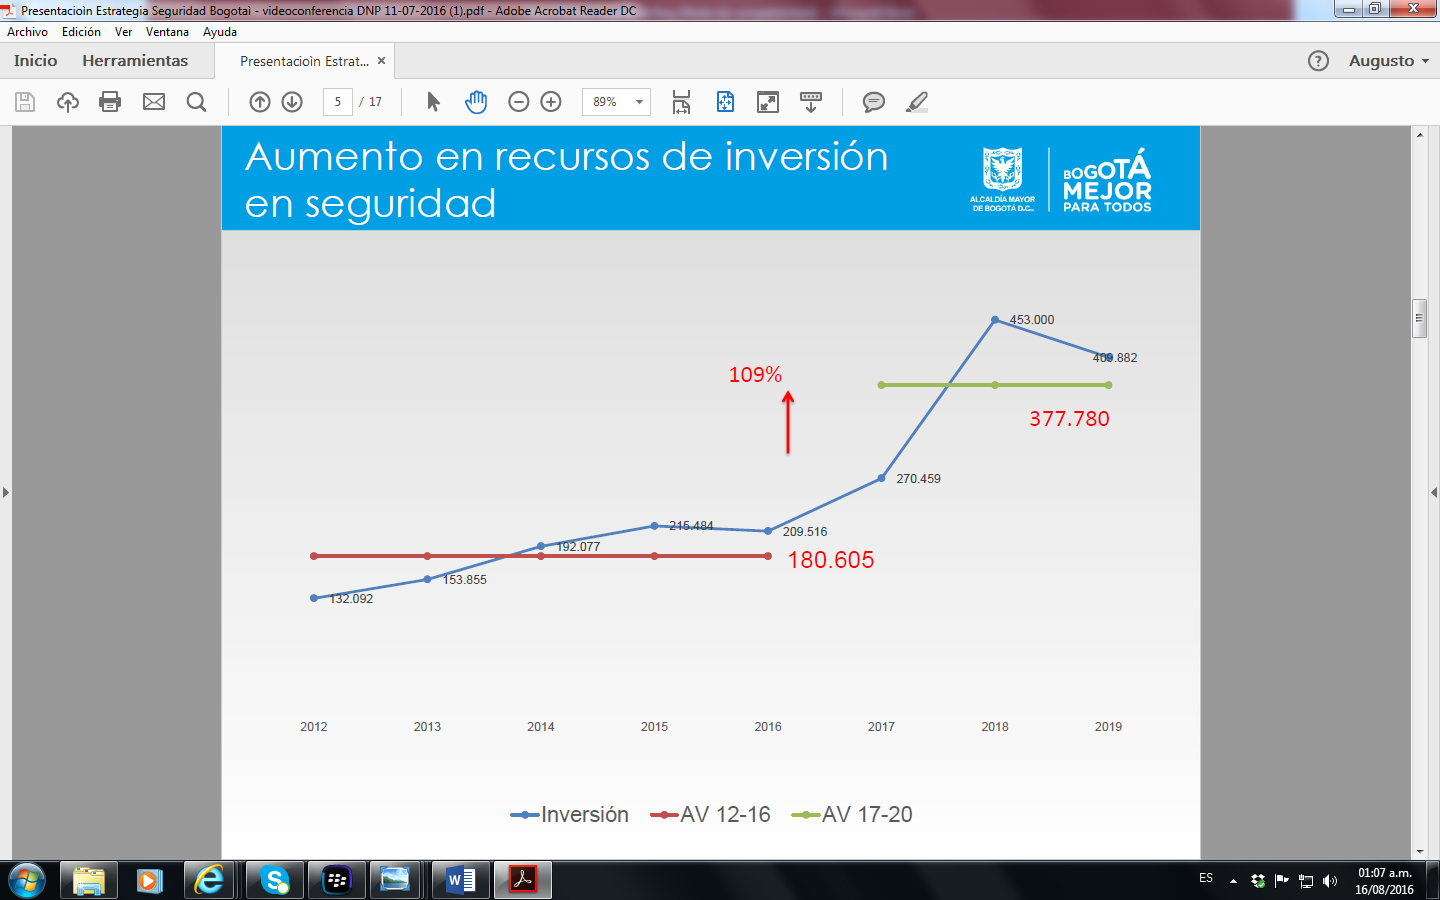 Presentacioìn Estrategia Seguridad Bogotaì - videoconferencia DNP 11-07-2016 (1).pdf - Adobe Acrobat Reader DC
Archivo Edición Ver Ventana Ayuda
Inicio Herramientas Presentacioìn Estrat... × ? Augusto
5 / 17 89%
Aumento en recursos de inversión
en seguridad
ALCALDÍA MAYOR
DE BOGOTÁ D.C.
BOGOTÁ
MEJOR
PARA TODOS
453.000
409.882
109%
377.780
270.459
215.484
209.516
192.077
180.605
153.855
132.092
2012 2013 2014 2015 2016 2017 2018 2019
Inversión AV 12-16 AV 17-20
ES
01:07 a.m.
16/08/2016